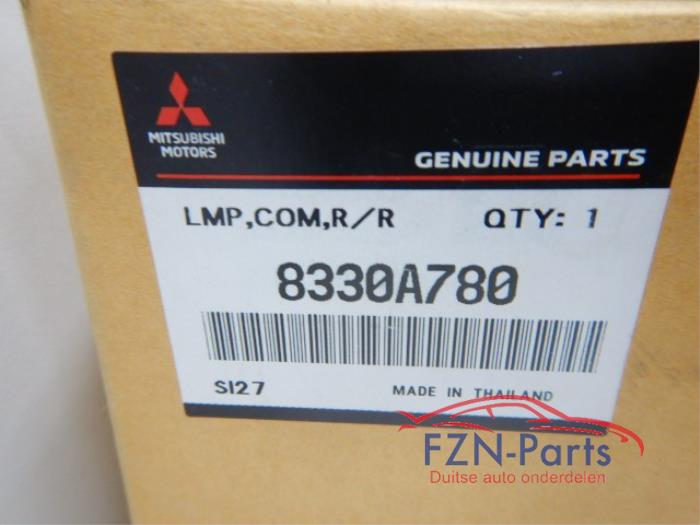 MITSUBISHI
MOTORS
GENUINE PARTS
LMP,COM,R/R QTY: 1
8330A780
SI27 MADE IN THAILAND
FZN-Parts
Duitse auto onderdelen